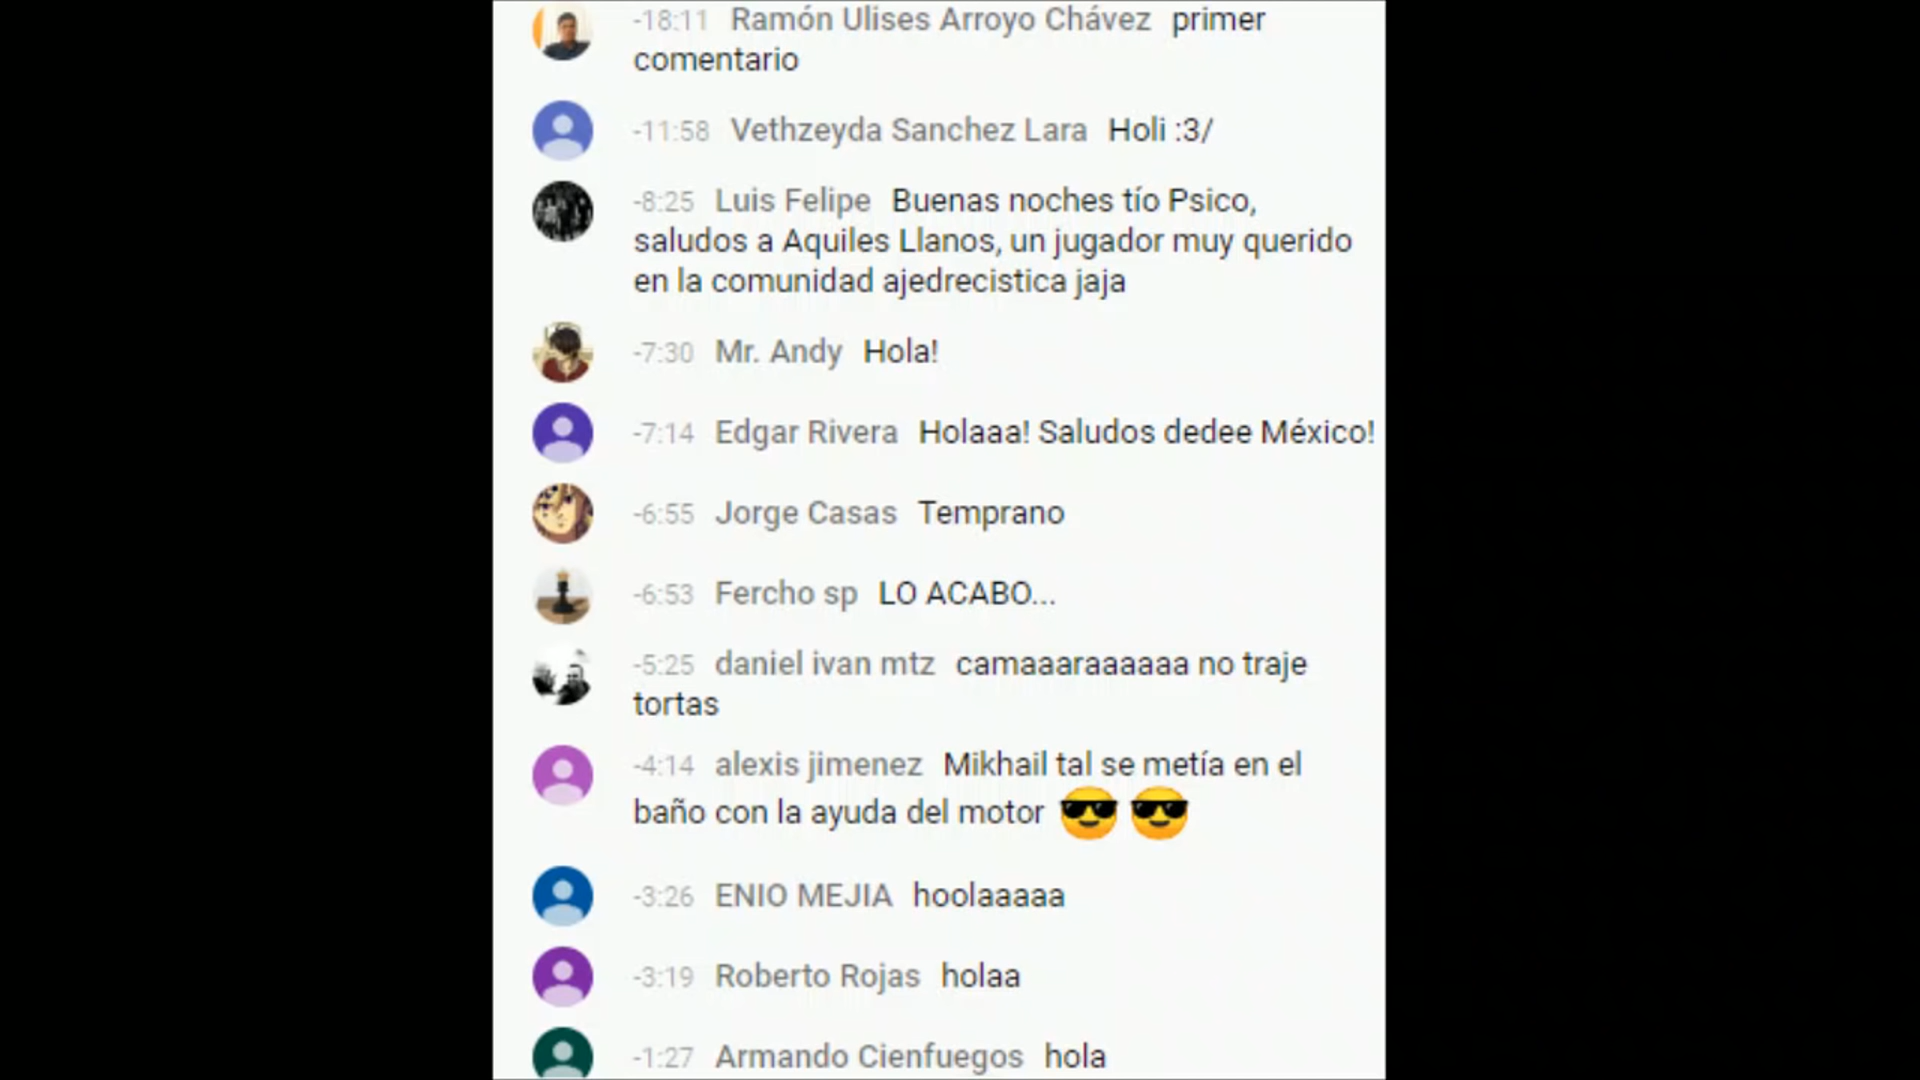 -18:11 Ramón Ulises Arroyo Chávez primer
comentario
-11:58 Vethzeyda Sanchez Lara Holi :3/
-8:25 Luis Felipe Buenas noches tío Psico,
saludos a Aquiles Llanos, un jugador muy querido
en la comunidad ajedrecistica jaja
-7:30 Mr. Andy Hola!
-7:14 Edgar Rivera Holaaa! Saludos dedee México!
-6:55 Jorge Casas Temprano
-6:53 Fercho sp LO ACABO...
-5:25 daniel ivan mtz camaaaraaaaaa no traje
tortas
-4:14 alexis jimenez Mikhail tal se metía en el
baño con la ayuda del motor 😎 😎
-3:26 ENIO MEJIA hoolaaaaa
-3:19 Roberto Rojas holaa
-1:27 Armando Cienfuegos hola